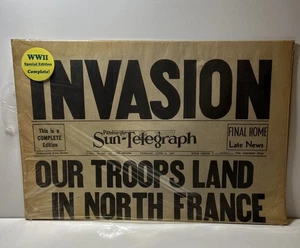 WWII
Special Edition
Complete!
INVASION
This is a
COMPLETE
Edition
Pittsburgh
Sun-Telegraph
FINAL HOME
Late News
OUR TROOPS LAND
IN NORTH FRANCE